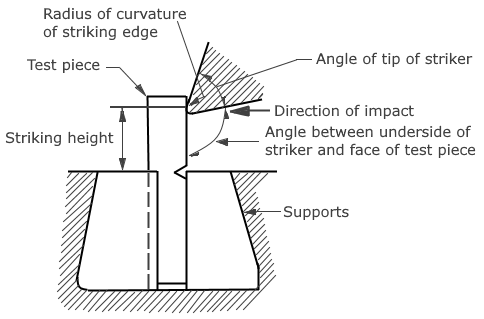 Radius of curvature
of striking edge
Test piece
Angle of tip of striker
Direction of impact
Striking height
Angle between underside of
striker and face of test piece
Supports